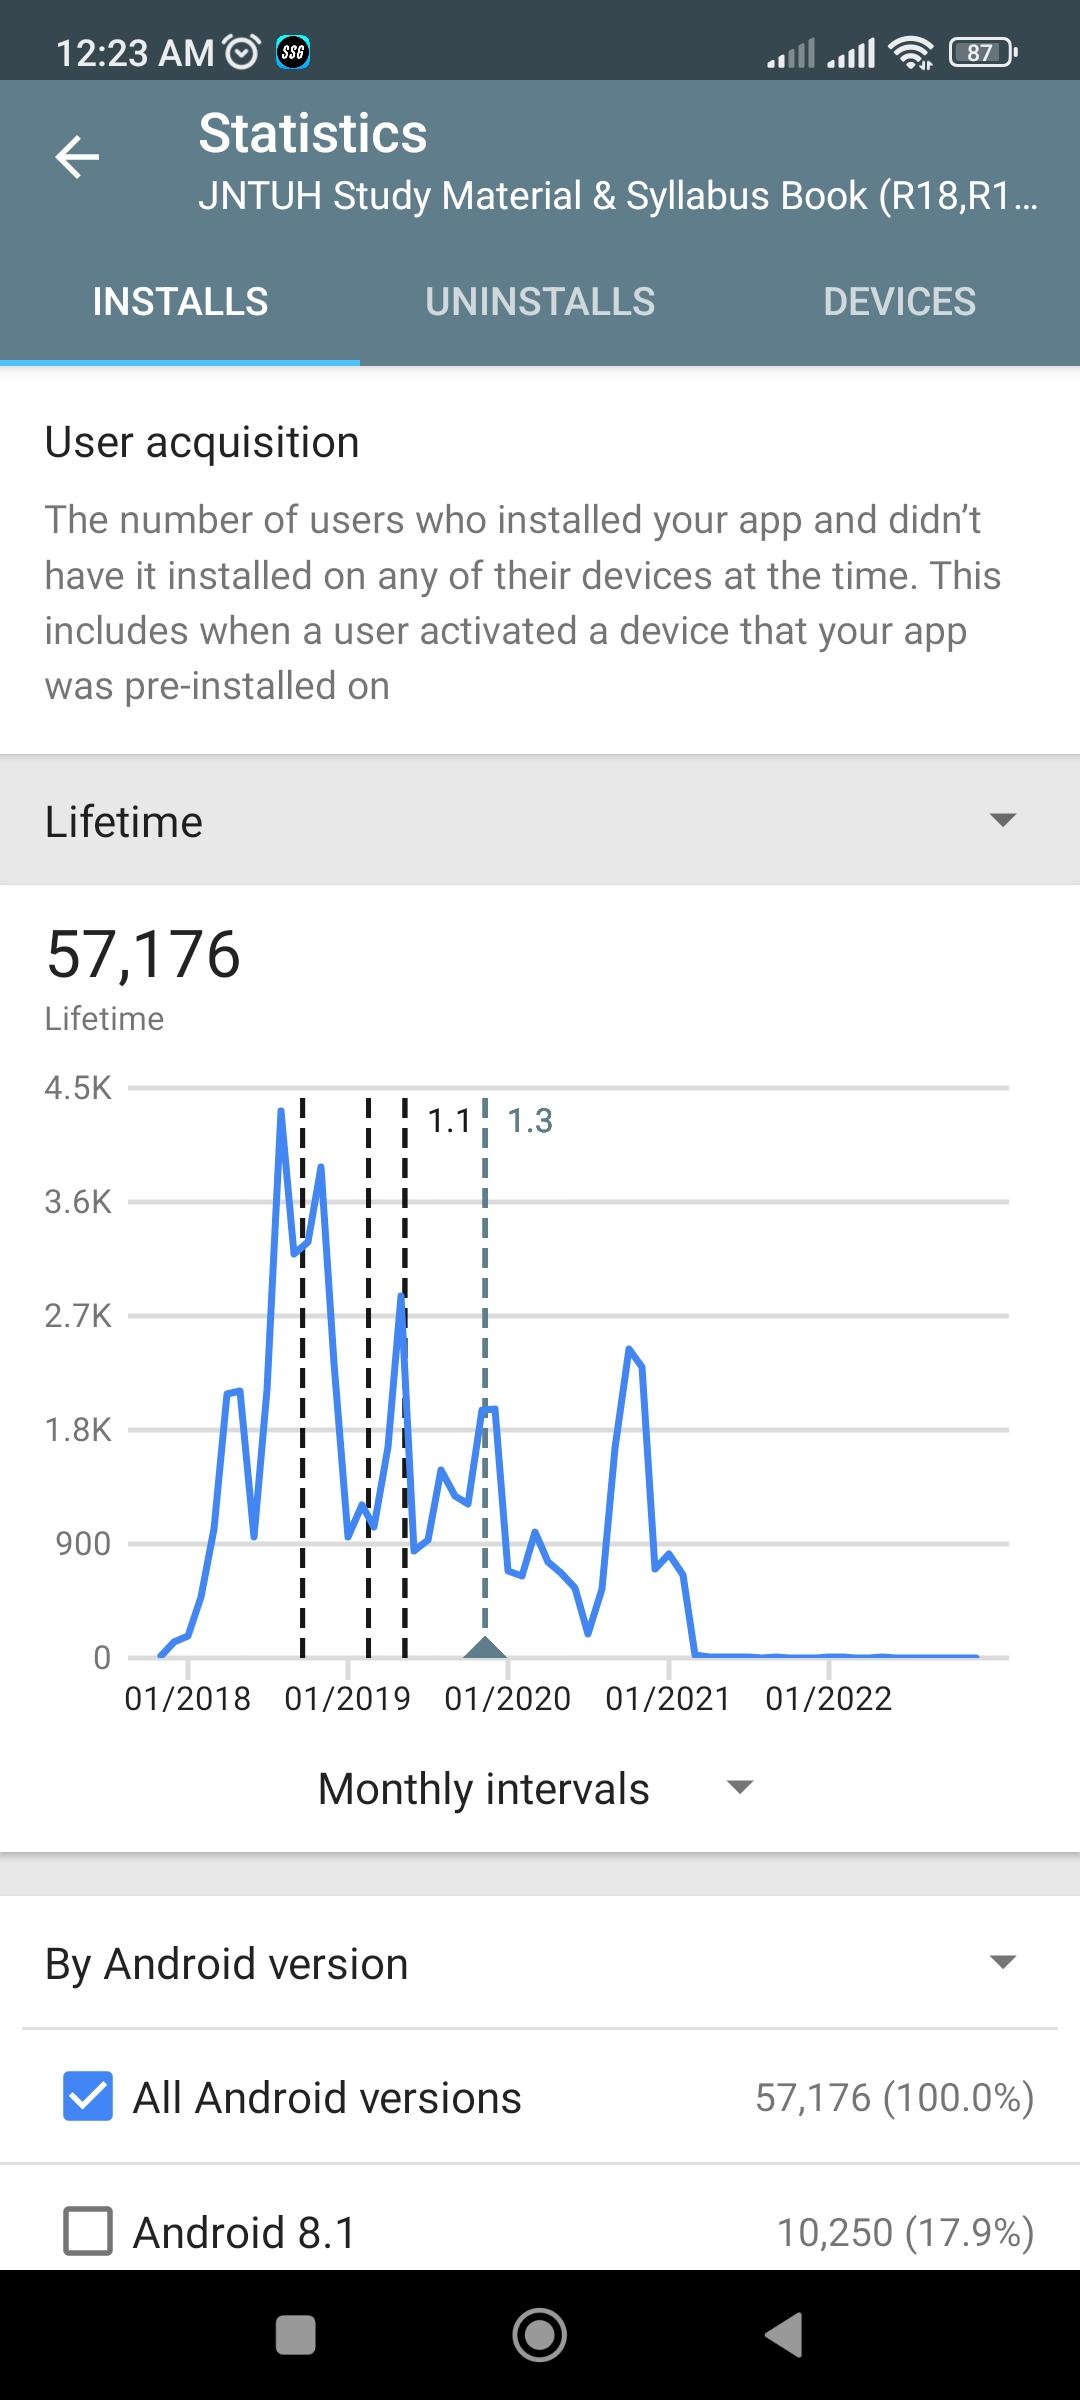 12:23 AM SSG 87
Statistics
JNTUH Study Material & Syllabus Book (R18,R1...
INSTALLS UNINSTALLS DEVICES
User acquisition
The number of users who installed your app and didn’t
have it installed on any of their devices at the time. This
includes when a user activated a device that your app
was pre-installed on
Lifetime
57,176
Lifetime
4.5K
1.1 1.3
3.6K
2.7K
1.8K
900
0
01/2018 01/2019 01/2020 01/2021 01/2022
Monthly intervals
By Android version
All Android versions 57,176 (100.0%)
Android 8.1 10,250 (17.9%)